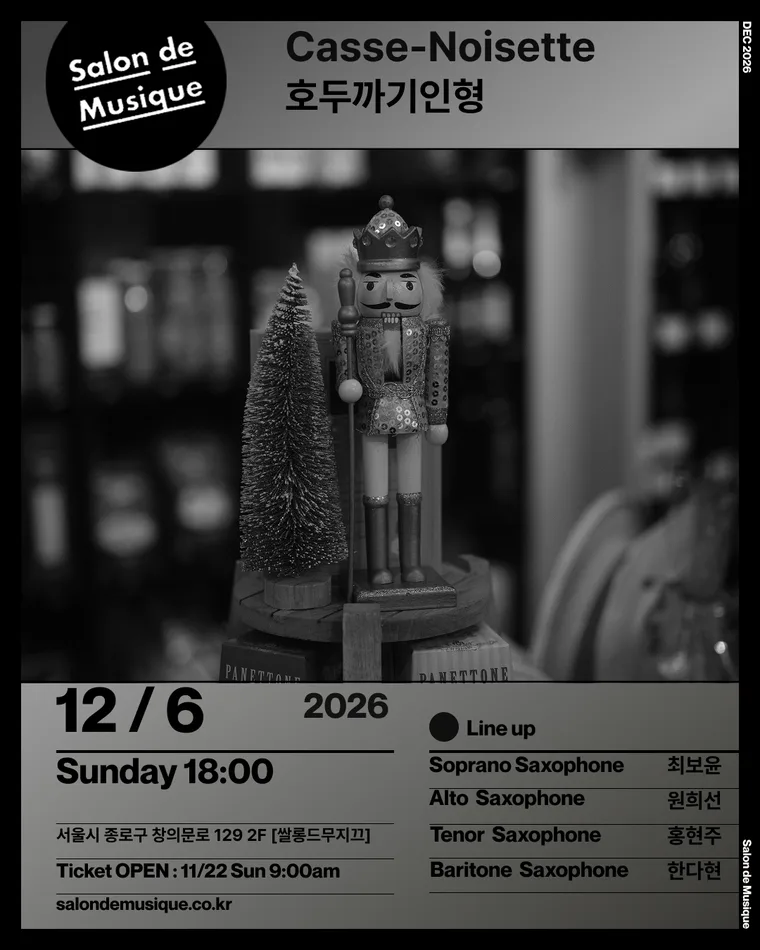 Salon de
Musique
Casse-Noisette
호두까기인형
DEC 2026
PANETTONE
PANETTONE
12 / 6
2026
Sunday 18:00
서울시 종로구 창의문로 129 2F [쌀롱드무지끄]
Ticket OPEN : 11/22 Sun 9:00am
salondemusique.co.kr
Line up
Soprano Saxophone 최보윤
Alto Saxophone 원희선
Tenor Saxophone 홍현주
Baritone Saxophone 한다현
Salon de Musique